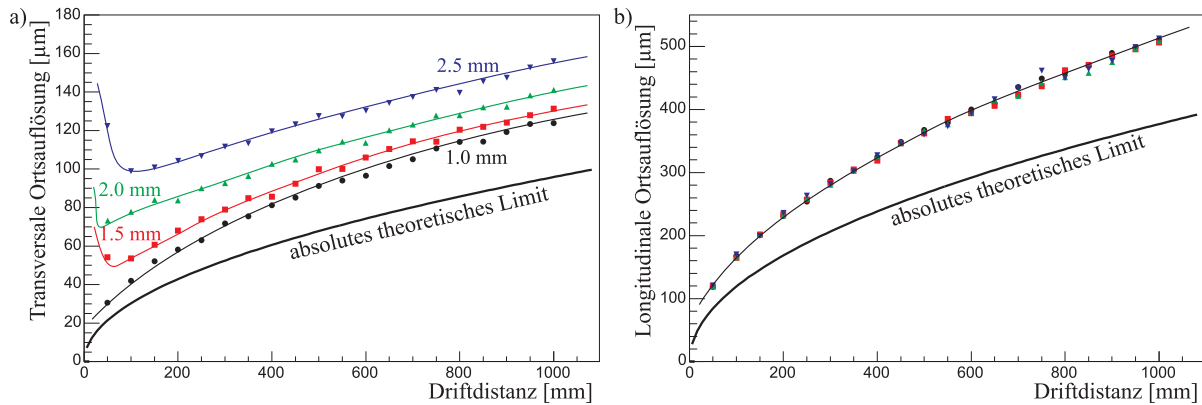 a)
Transversale Ortsauflösung [µm]
180
160
140
120
100
80
60
40
20
0
2.5 mm
2.0 mm
1.5 mm
1.0 mm
absolutes theoretisches Limit
0 200 400 600 800 1000
Driftdistanz [mm]
b)
Longitudinale Ortsauflösung [µm]
500
400
300
200
100
0
absolutes theoretisches Limit
0 200 400 600 800 1000
Driftdistanz [mm]